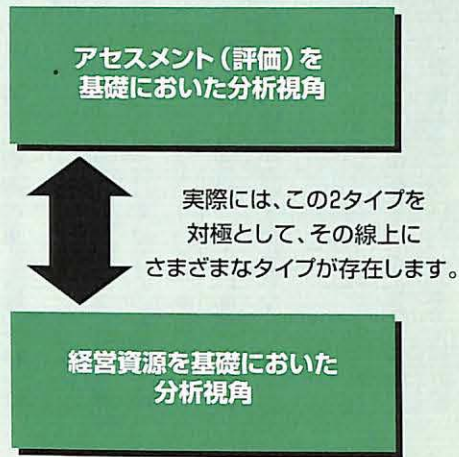 アセスメント（評価）を
基礎においた分析視角
実際には、この2タイプを
対極として、その線上に
さまざまなタイプが存在します。
経営資源を基礎においた
分析視角